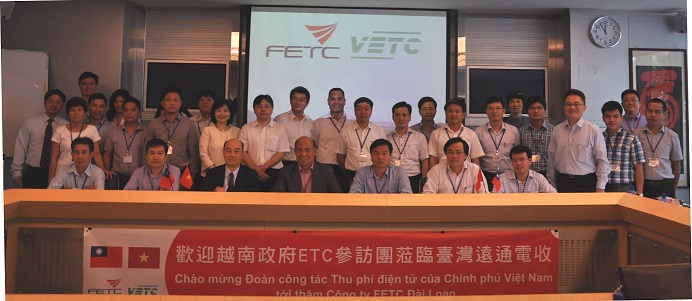 FETC VETC
歡迎越南政府ETC參訪團蒞臨臺灣遠通電收
Chào mừng Đoàn công tác Thu phí điện tử của Chính phủ Việt Nam
FETC VETC tới thăm Công ty FETC Đài Loan